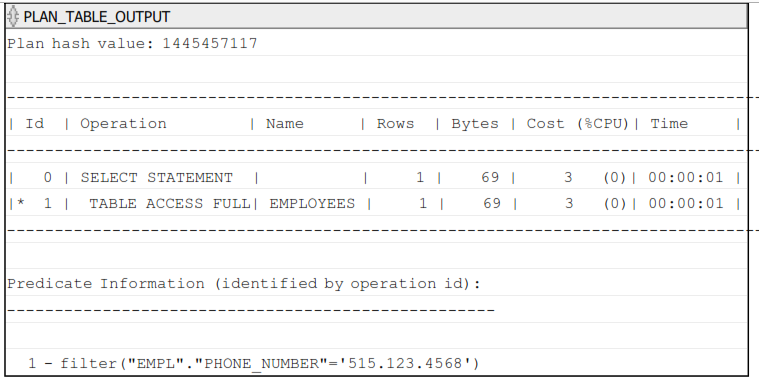 PLAN_TABLE_OUTPUT
Plan hash value: 1445457117
--------------------------------------------------------------------------------
| Id  | Operation         | Name      | Rows  | Bytes | Cost (%CPU)| Time     |
--------------------------------------------------------------------------------
|   0 | SELECT STATEMENT  |           |     1 |    69 |     3   (0)| 00:00:01 |
|*  1 |  TABLE ACCESS FULL| EMPLOYEES |     1 |    69 |     3   (0)| 00:00:01 |
--------------------------------------------------------------------------------
Predicate Information (identified by operation id):
---------------------------------------------------
1 - filter("EMPL"."PHONE_NUMBER"='515.123.4568')